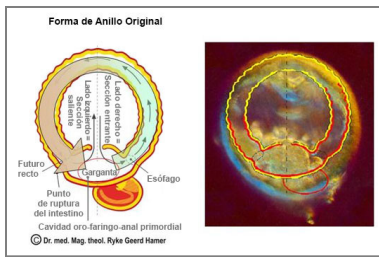 Forma de Anillo Original
Lado izquierdo =
Sección
saliente
Lado derecho =
Sección entrante
Futuro
recto
Garganta
Esófago
Punto
de ruptura
del intestino
Cavidad oro-faringo-anal primordial
© Dr. med. Mag. theol. Ryke Geerd Hamer